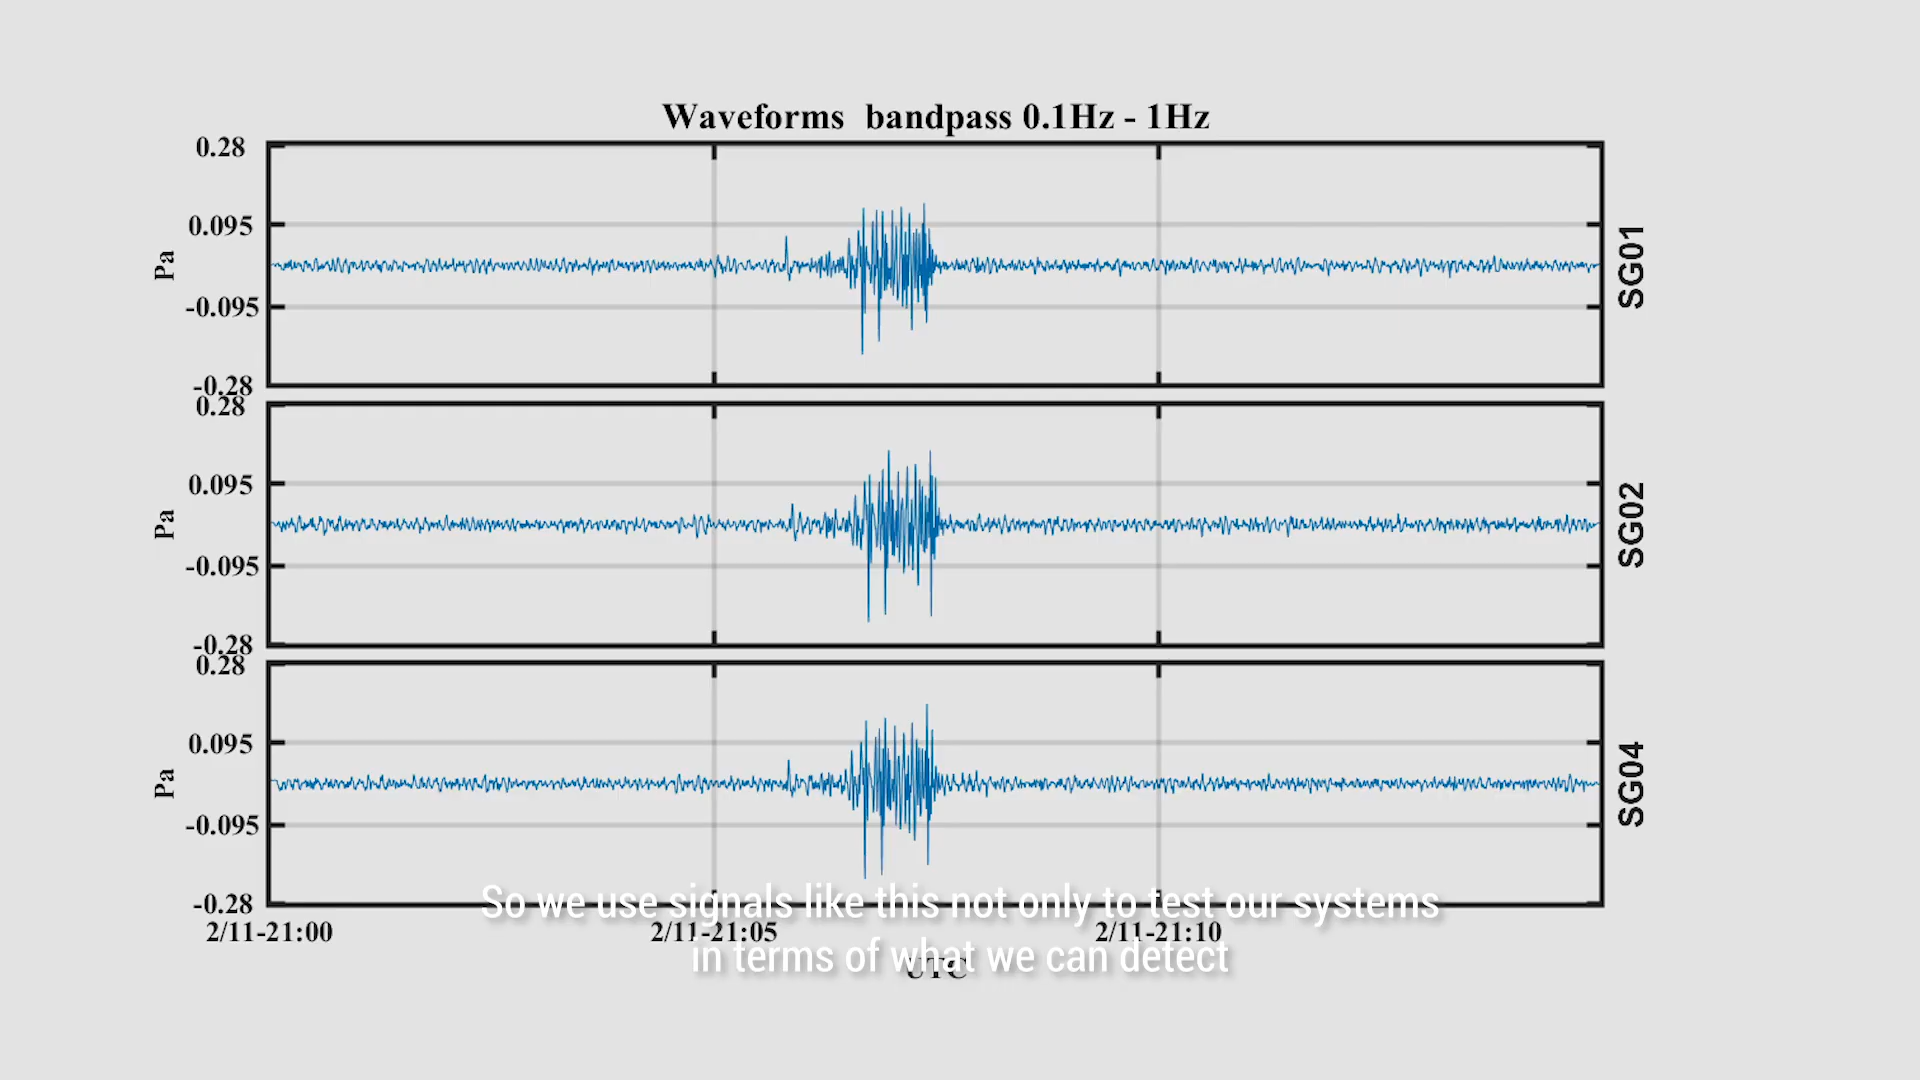 Waveforms bandpass 0.1Hz - 1Hz
0.28
0.095
Pa
-0.095
-0.28
SG01
0.28
0.095
Pa
-0.095
-0.28
SG02
0.28
0.095
Pa
-0.095
-0.28
SG04
2/11-21:00
2/11-21:05
2/11-21:10
UTC
So we use signals like this not only to test our systems
in terms of what we can detect